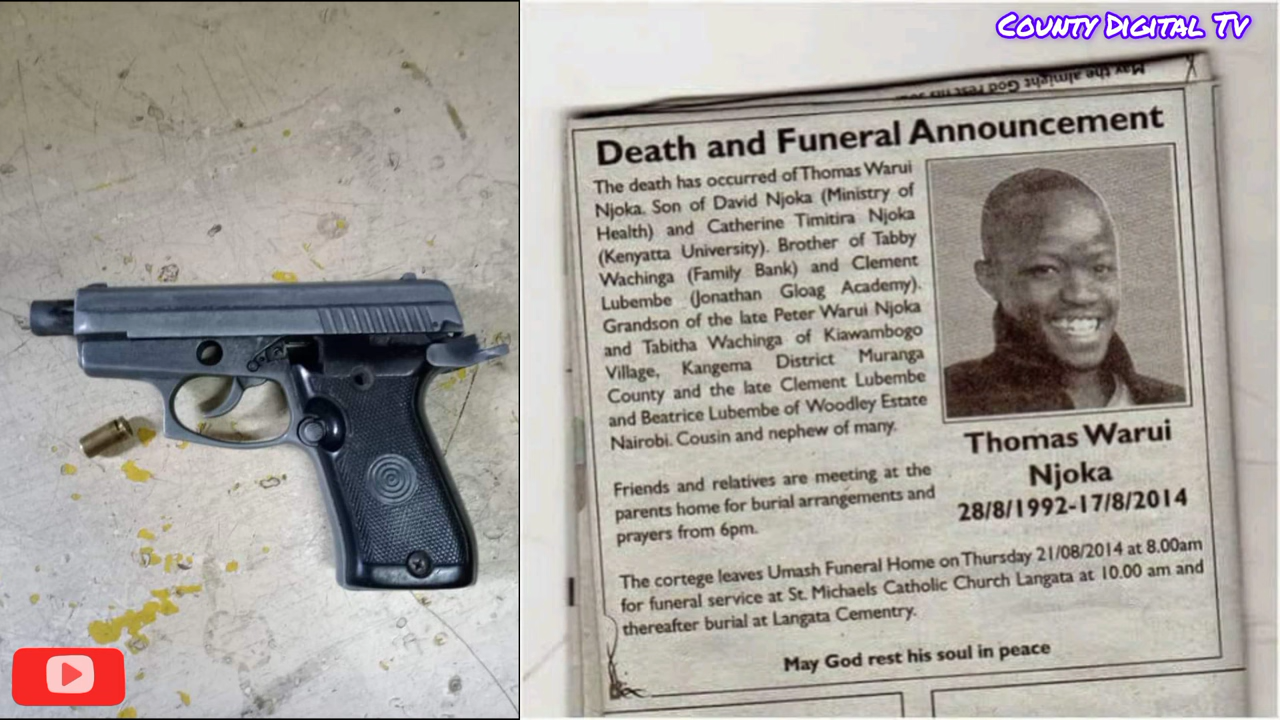 County Digital Tv
Death and Funeral Announcement
The death has occurred of Thomas Warui
Njoka. Son of David Njoka (Ministry of
Health) and Catherine Timitira Njoka
(Kenyatta University). Brother of Tabby
Wachinga (Family Bank) and Clement
Lubembe (Jonathan Gloag Academy).
Grandson of the late Peter Warui Njoka
and Tabitha Wachinga of Kiawambogo
Village, Kangema District Muranga
County and the late Clement Lubembe
and Beatrice Lubembe of Woodley Estate
Nairobi. Cousin and nephew of many.
Friends and relatives are meeting at the
parents home for burial arrangements and
prayers from 6pm.
Thomas Warui
Njoka
28/8/1992-17/8/2014
The cortege leaves Umash Funeral Home on Thursday 21/08/2014 at 8.00am
for funeral service at St. Michaels Catholic Church Langata at 10.00 am and
thereafter burial at Langata Cementry.
May God rest his soul in peace